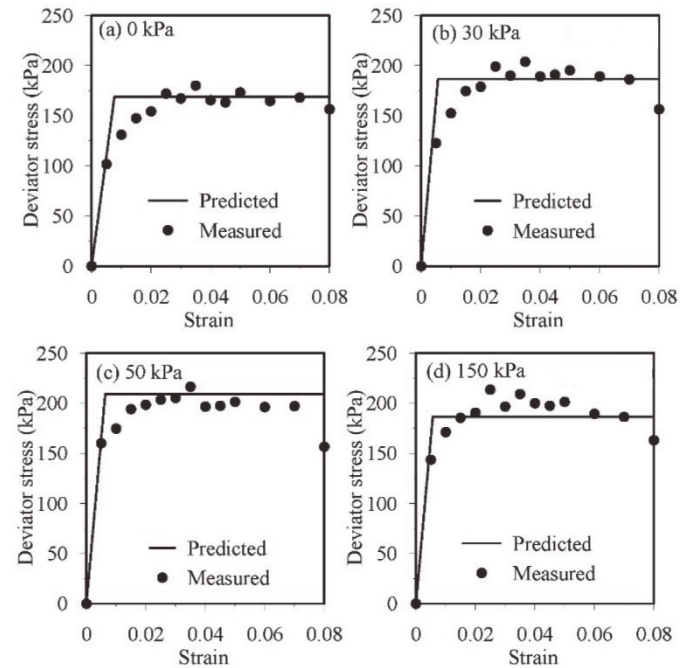 (a) 0 kPa
Deviator stress (kPa)
250
200
150
100
50
0
Predicted
Measured
0 0.02 0.04 0.06 0.08
Strain
(b) 30 kPa
Deviator stress (kPa)
250
200
150
100
50
0
Predicted
Measured
0 0.02 0.04 0.06 0.08
Strain
(c) 50 kPa
Deviator stress (kPa)
250
200
150
100
50
0
Predicted
Measured
0 0.02 0.04 0.06 0.08
Strain
(d) 150 kPa
Deviator stress (kPa)
250
200
150
100
50
0
Predicted
Measured
0 0.02 0.04 0.06 0.08
Strain